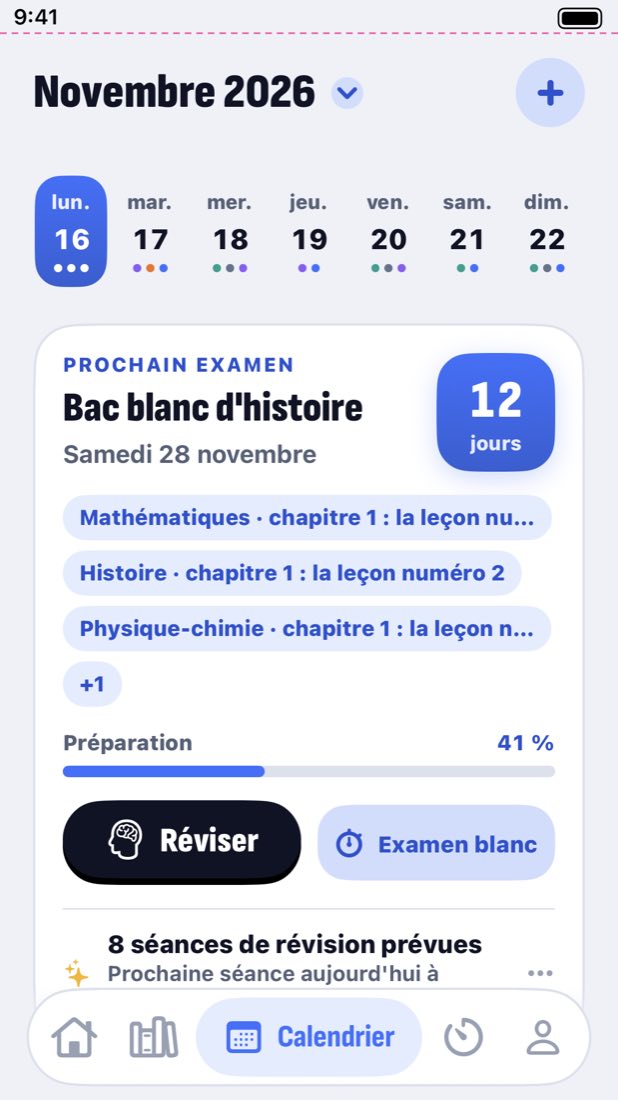 9:41
Novembre 2026
lun. mar. mer. jeu. ven. sam. dim.
16 17 18 19 20 21 22
PROCHAIN EXAMEN
Bac blanc d'histoire
Samedi 28 novembre
12
jours
Mathématiques · chapitre 1 : la leçon nu...
Histoire · chapitre 1 : la leçon numéro 2
Physique-chimie · chapitre 1 : la leçon n...
+1
Préparation 41 %
Réviser
Examen blanc
8 séances de révision prévues
Prochaine séance aujourd'hui à
Calendrier